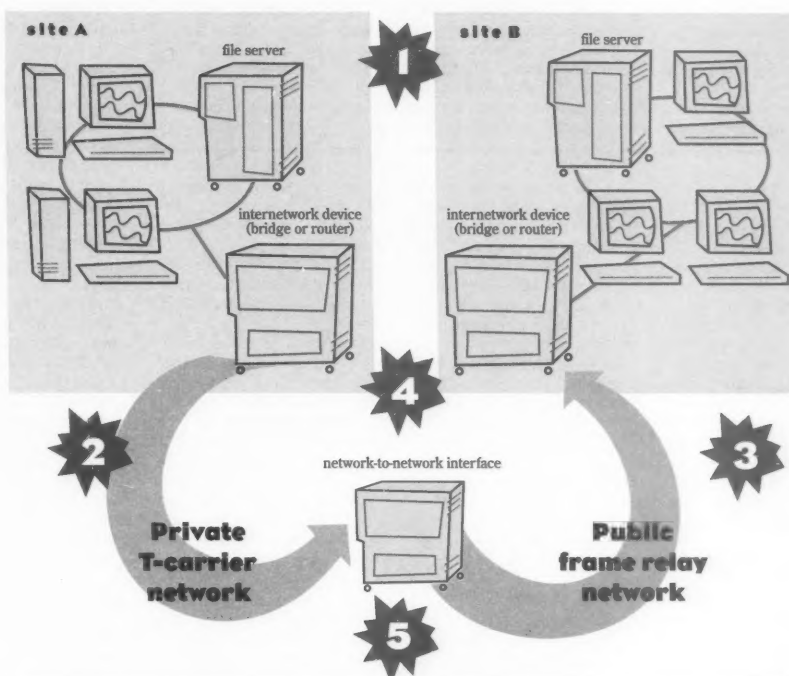 site A
file server
internetwork device
(bridge or router)
1
site B
file server
internetwork device
(bridge or router)
2
4
3
network-to-network interface
Private
T-carrier
network
Public
frame relay
network
5